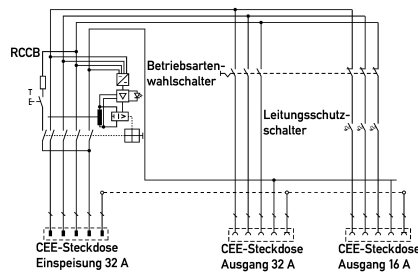 RCCB
Betriebsarten-
wahlschalter
Leitungsschutz-
schalter
T
E
CEE-Steckdose
Einspeisung 32 A
CEE-Steckdose
Ausgang 32 A
CEE-Steckdose
Ausgang 16 A